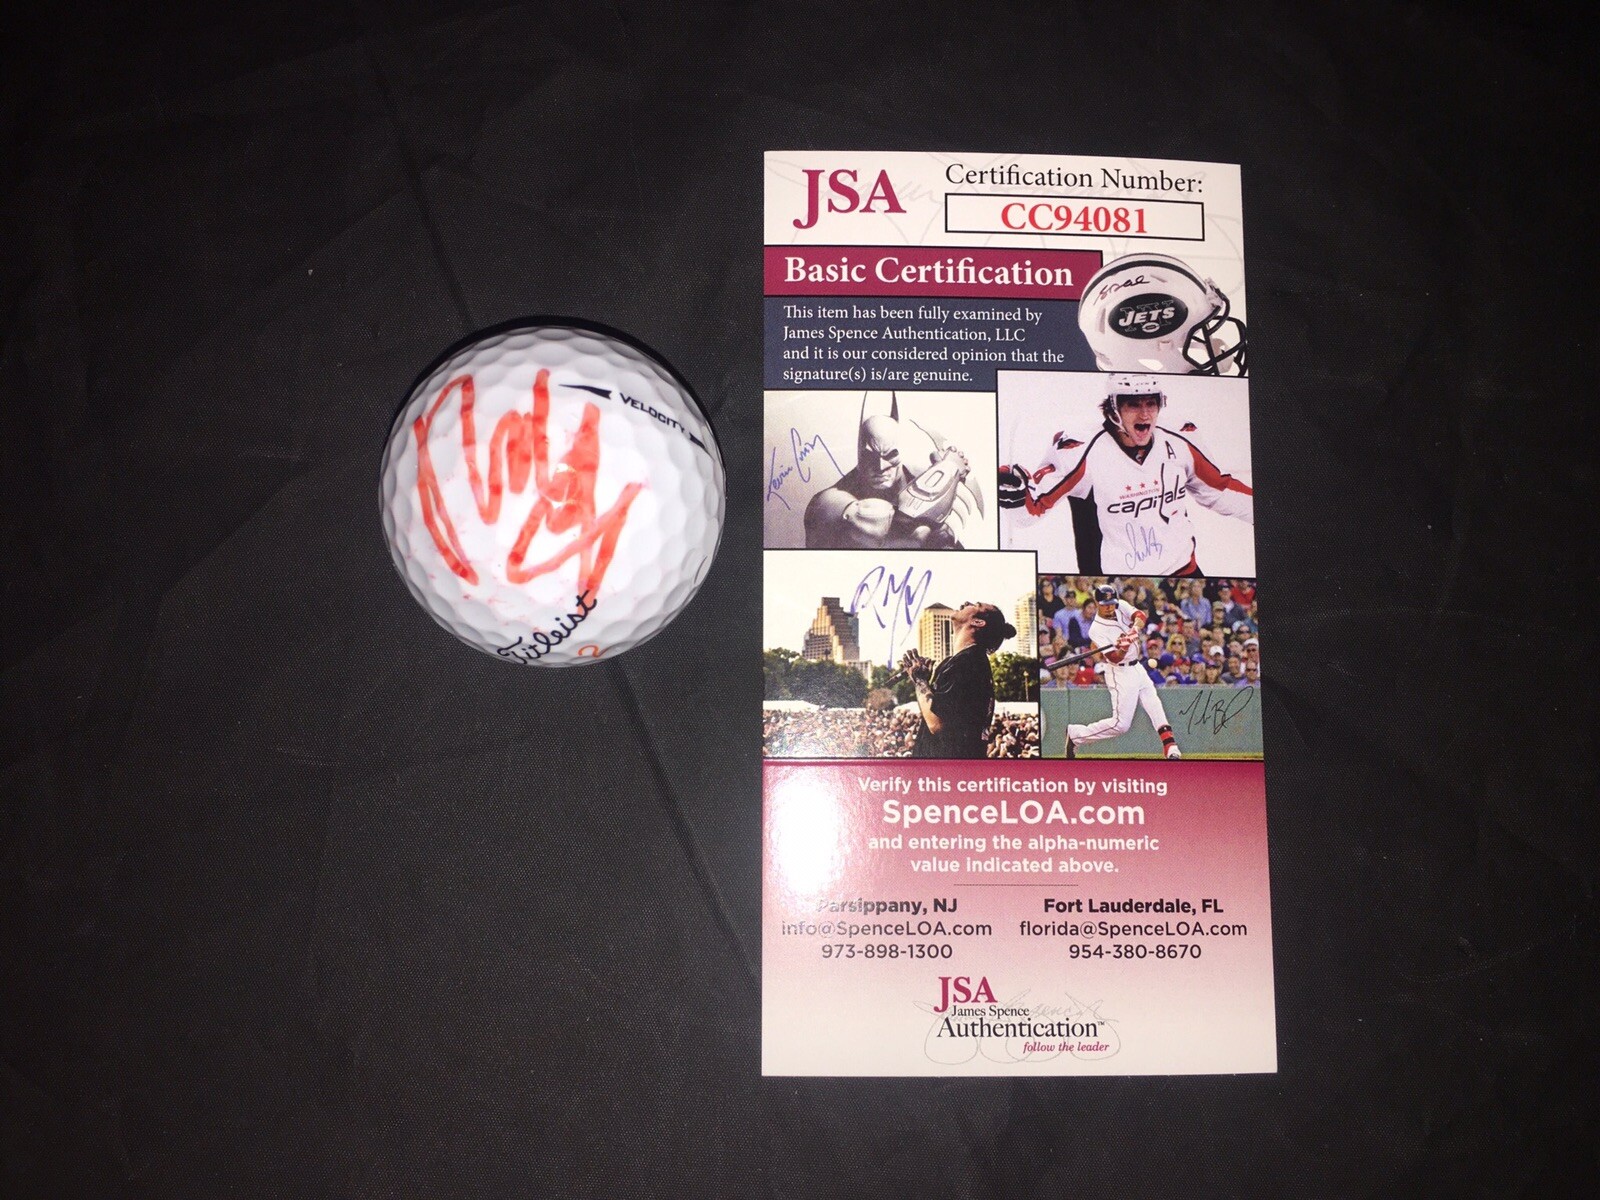 VELOCITY
Titleist
JSA
Certification Number:
CC94081
Basic Certification
This item has been fully examined by
James Spence Authentication, LLC
and it is our considered opinion that the
signature(s) is/are genuine.
JETS
A
WASHINGTON
capitals
Verify this certification by visiting
SpenceLOA.com
and entering the alpha-numeric
value indicated above.
Parsippany, NJ
info@SpenceLOA.com
973-898-1300
Fort Lauderdale, FL
florida@SpenceLOA.com
954-380-8670
JSA
James Spence
Authentication™
follow the leader